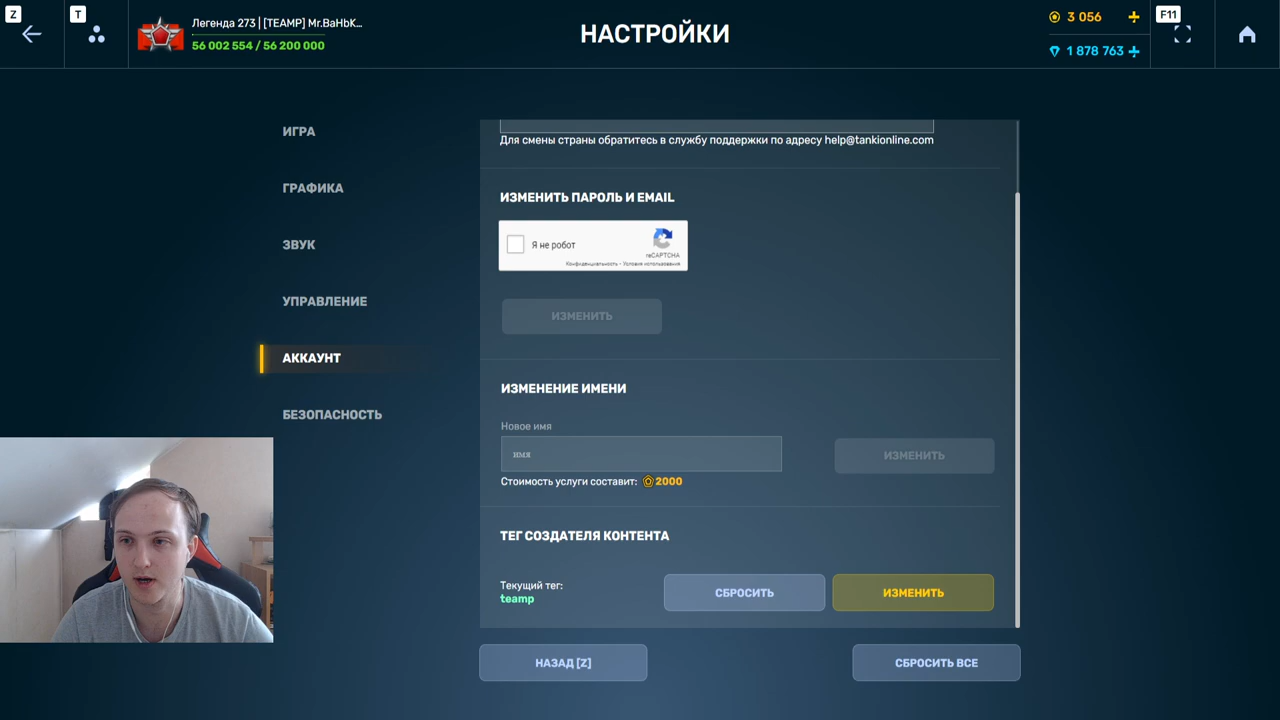 Z
T
Легенда 273 | [TEAMP] Mr.BaHbK...
56 002 554 / 56 200 000
НАСТРОЙКИ
3 056
1 878 763
F11
ИГРА
ГРАФИКА
ЗВУК
УПРАВЛЕНИЕ
АККАУНТ
БЕЗОПАСНОСТЬ
Для смены страны обратитесь в службу поддержки по адресу help@tankionline.com
ИЗМЕНИТЬ ПАРОЛЬ И EMAIL
Я не робот
reCAPTCHA
Конфиденциальность - Условия использования
ИЗМЕНИТЬ
ИЗМЕНЕНИЕ ИМЕНИ
Новое имя
имя
ИЗМЕНИТЬ
Стоимость услуги составит: 2000
ТЕГ СОЗДАТЕЛЯ КОНТЕНТА
Текущий тег:
teamp
СБРОСИТЬ
ИЗМЕНИТЬ
НАЗАД [Z]
СБРОСИТЬ ВСЕ